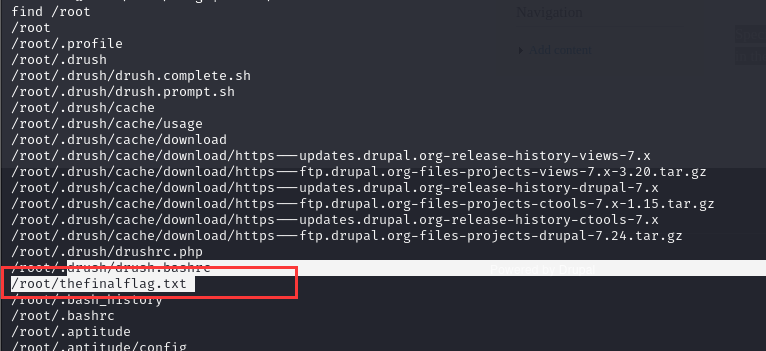 Navigation
Add content
find /root
/root
/root/.profile
/root/.drush
/root/.drush/drush.complete.sh
/root/.drush/drush.prompt.sh
/root/.drush/cache
/root/.drush/cache/usage
/root/.drush/cache/download
/root/.drush/cache/download/https---updates.drupal.org-release-history-views-7.x
/root/.drush/cache/download/https---ftp.drupal.org-files-projects-views-7.x-3.20.tar.gz
/root/.drush/cache/download/https---updates.drupal.org-release-history-drupal-7.x
/root/.drush/cache/download/https---ftp.drupal.org-files-projects-ctools-7.x-1.15.tar.gz
/root/.drush/cache/download/https---updates.drupal.org-release-history-ctools-7.x
/root/.drush/cache/download/https---ftp.drupal.org-files-projects-drupal-7.24.tar.gz
/root/.drush/drushrc.php
/root/.drush/drush.bashrc
/root/thefinalflag.txt
/root/.bash_history
/root/.bashrc
/root/.aptitude
/root/.aptitude/config